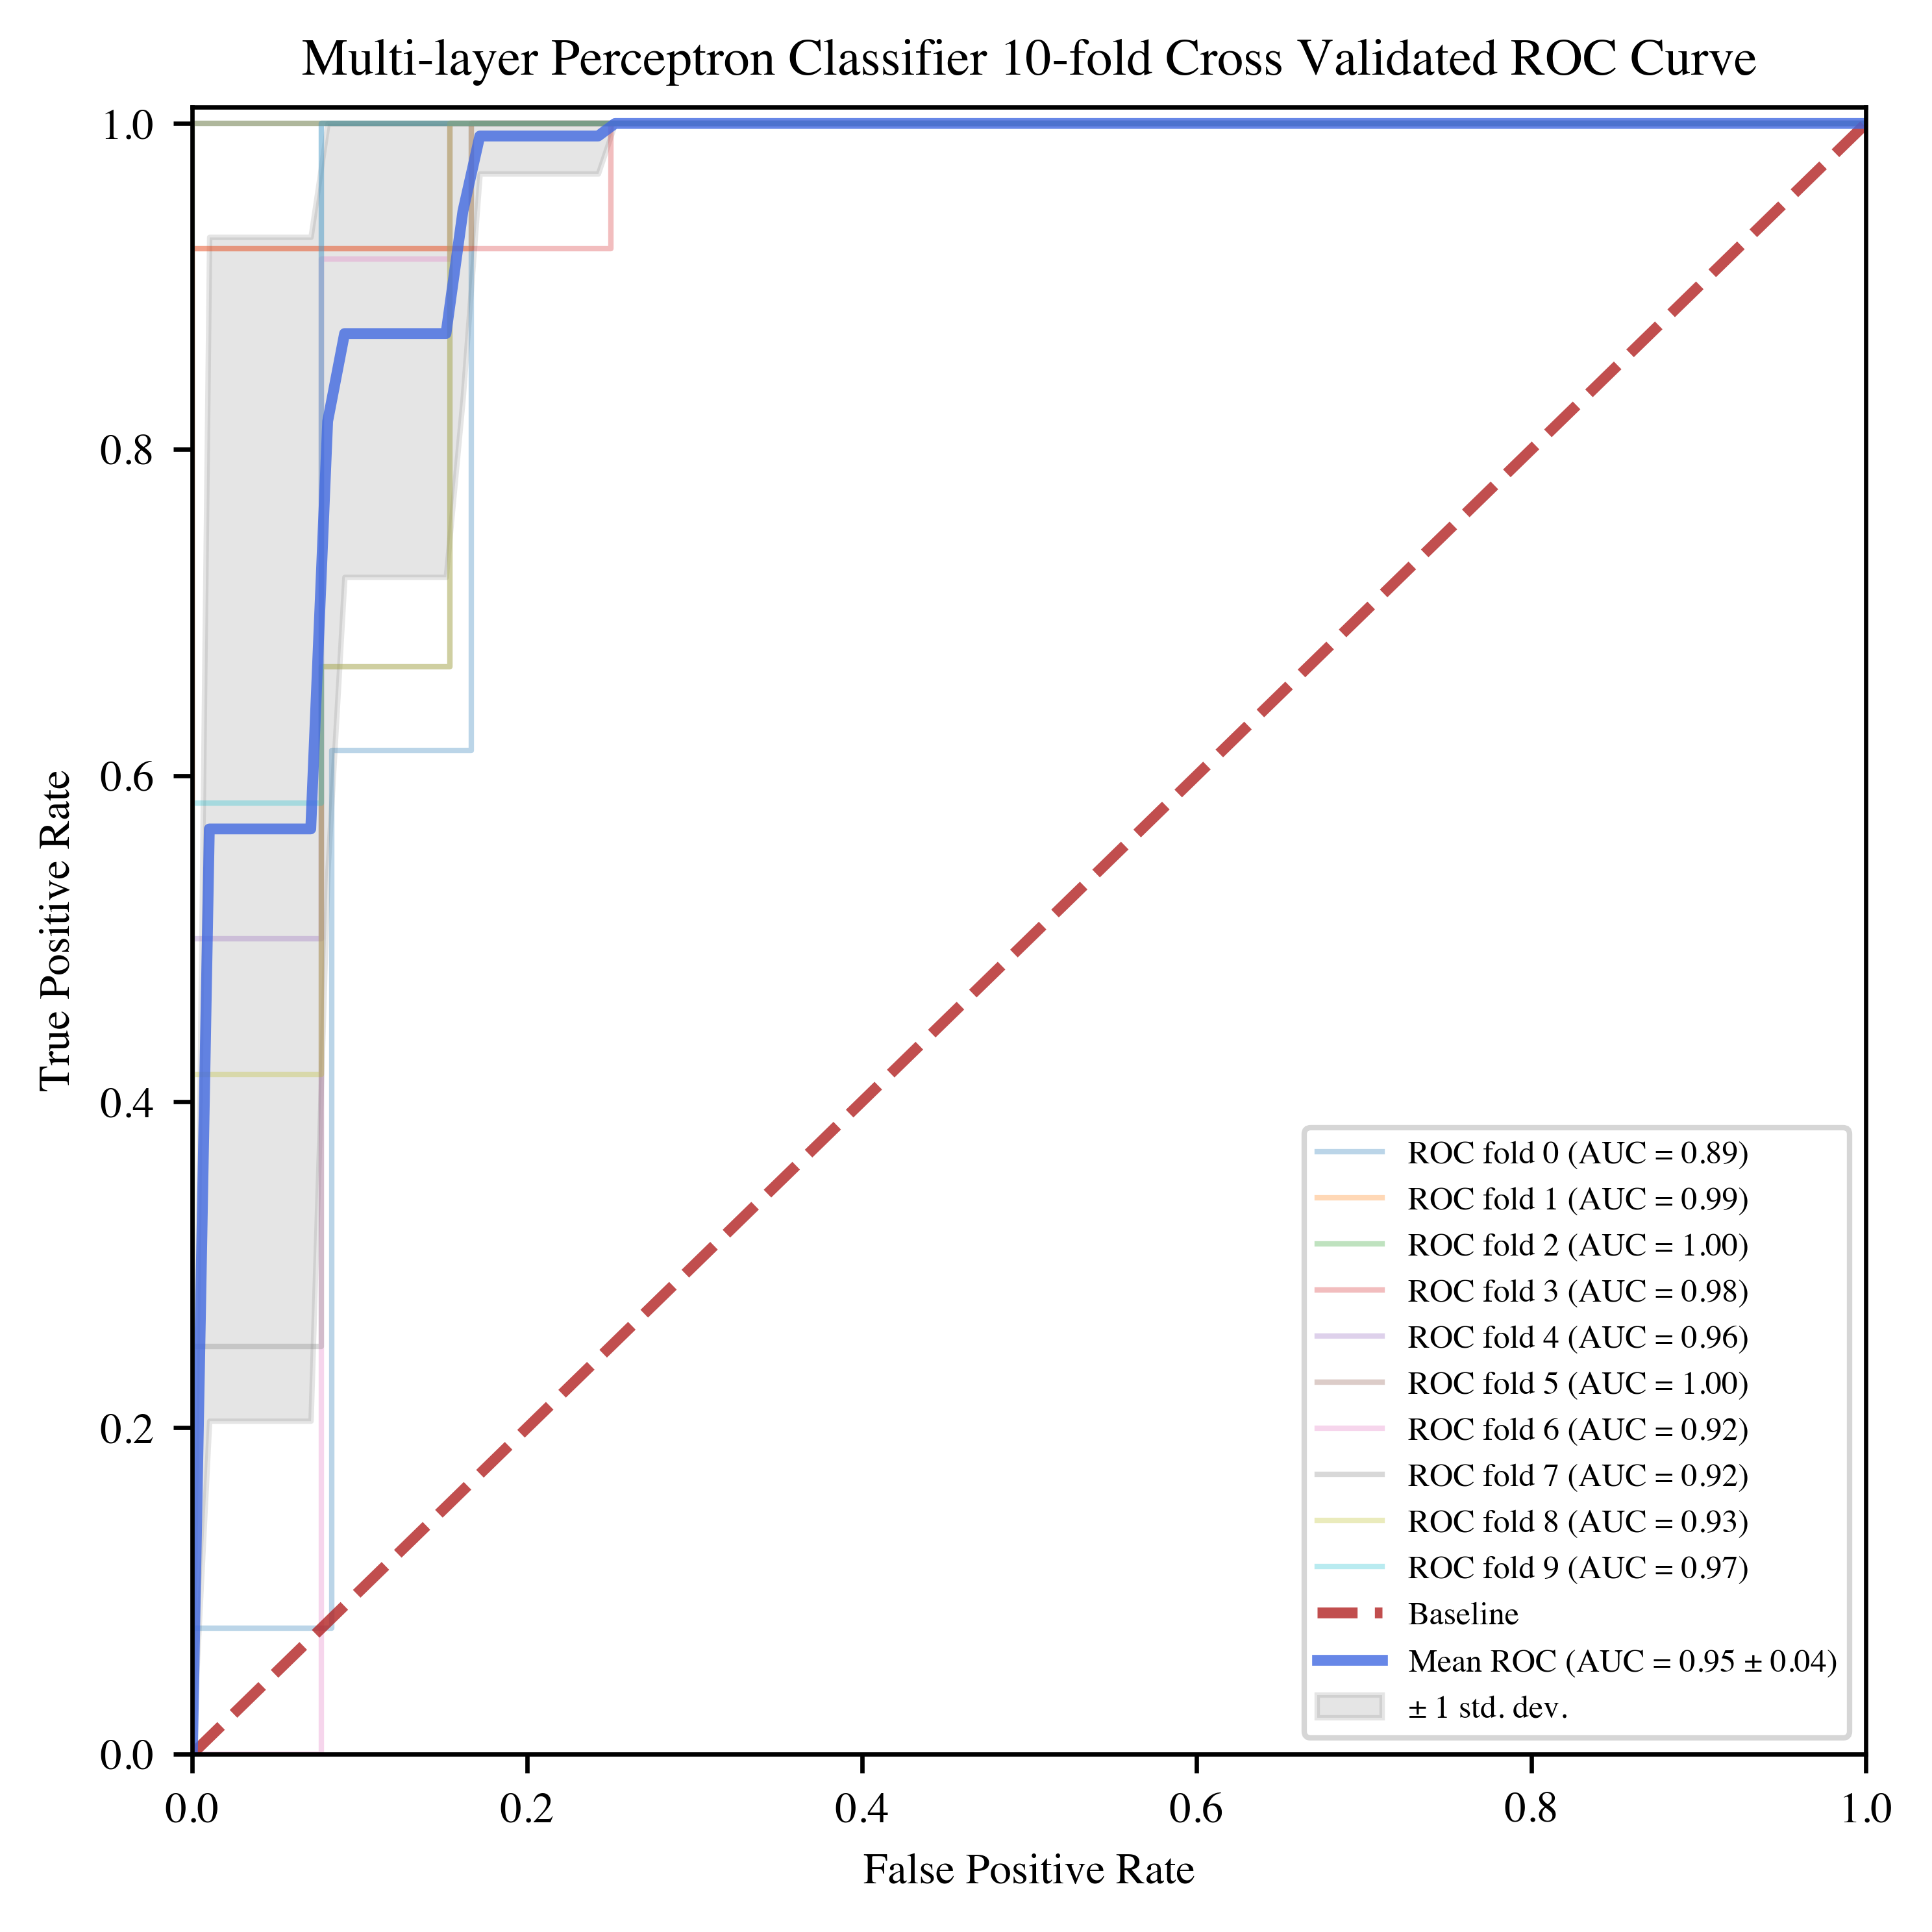 Multi-layer Perceptron Classifier 10-fold Cross Validated ROC Curve
1.0
0.8
0.6
0.4
0.2
0.0
True Positive Rate
ROC fold 0 (AUC = 0.89)
ROC fold 1 (AUC = 0.99)
ROC fold 2 (AUC = 1.00)
ROC fold 3 (AUC = 0.98)
ROC fold 4 (AUC = 0.96)
ROC fold 5 (AUC = 1.00)
ROC fold 6 (AUC = 0.92)
ROC fold 7 (AUC = 0.92)
ROC fold 8 (AUC = 0.93)
ROC fold 9 (AUC = 0.97)
Baseline
Mean ROC (AUC = 0.95 ± 0.04)
± 1 std. dev.
0.0 0.2 0.4 0.6 0.8 1.0
False Positive Rate